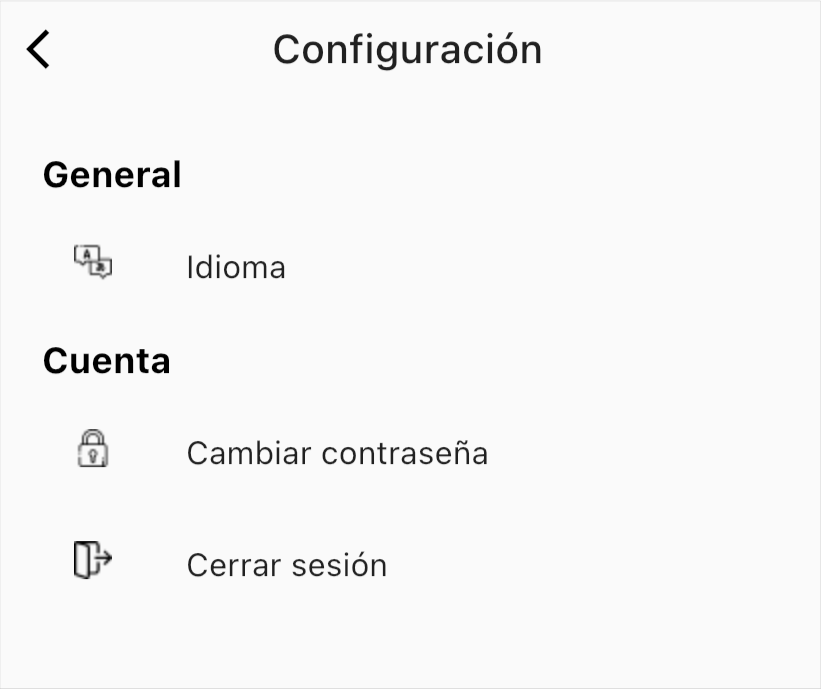 Configuración
General
Idioma
Cuenta
Cambiar contraseña
Cerrar sesión